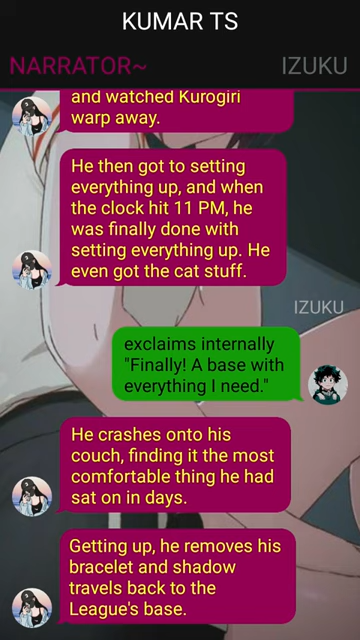 KUMAR TS
NARRATOR~
IZUKU
and watched Kurogiri
warp away.
He then got to setting
everything up, and when
the clock hit 11 PM, he
was finally done with
setting everything up. He
even got the cat stuff.
IZUKU
exclaims internally
"Finally! A base with
everything I need."
He crashes onto his
couch, finding it the most
comfortable thing he had
sat on in days.
Getting up, he removes his
bracelet and shadow
travels back to the
League's base.